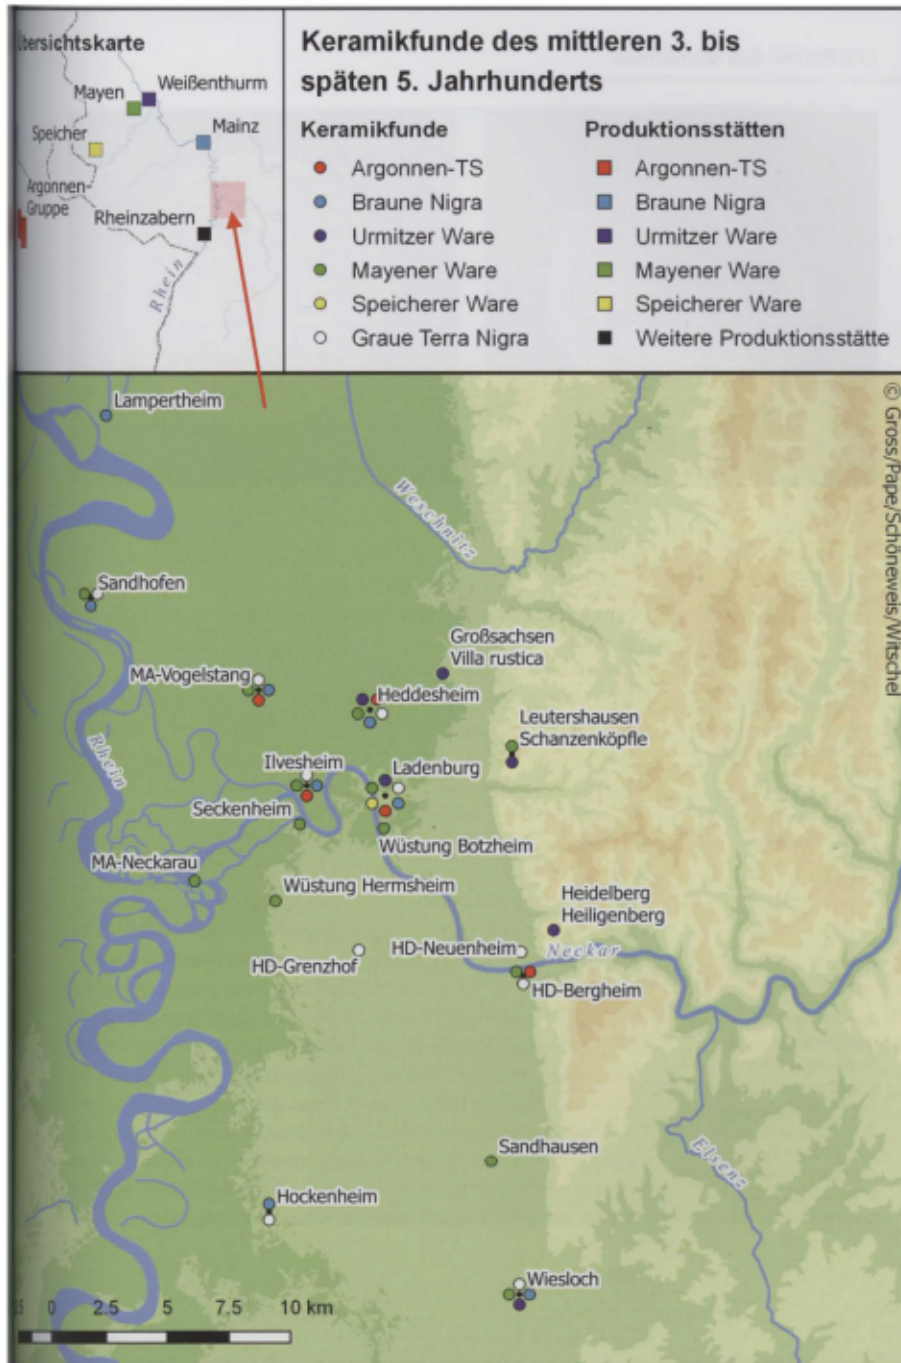 bersichtskarte
Mayen
Weißenthurm
Speicher
Mainz
Argonnen-
Gruppe
Rheinzabern
Rhein
Keramikfunde des mittleren 3. bis
späten 5. Jahrhunderts
Keramikfunde
Argonnen-TS
Braune Nigra
Urmitzer Ware
Mayener Ware
Speicherer Ware
Graue Terra Nigra
Produktionsstätten
Argonnen-TS
Braune Nigra
Urmitzer Ware
Mayener Ware
Speicherer Ware
Weitere Produktionsstätte
© Gross/Pape/Schöneweis/Witschel
Lampertheim
Weschnitz
Sandhofen
Großsachsen
Villa rustica
MA-Vogelstang
Heddesheim
Leutershausen
Schanzenköpfle
Rhein
Ilvesheim
Ladenburg
Seckenheim
Wüstung Botzheim
MA-Neckarau
Wüstung Hermsheim
Heidelberg
Heiligenberg
HD-Neuenheim
Neckar
HD-Grenzhof
HD-Bergheim
Sandhausen
Elsenz
Hockenheim
Wiesloch
0 2.5 5 7.5 10 km